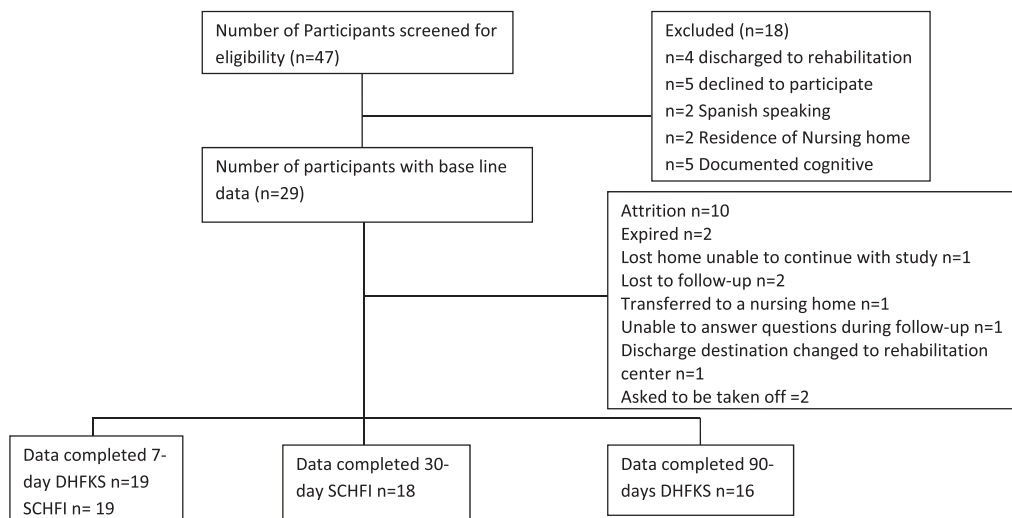 Number of Participants screened for
eligibility (n=47)
Excluded (n=18)
n=4 discharged to rehabilitation
n=5 declined to participate
n=2 Spanish speaking
n=2 Residence of Nursing home
n=5 Documented cognitive
Number of participants with base line
data (n=29)
Attrition n=10
Expired n=2
Lost home unable to continue with study n=1
Lost to follow-up n=2
Transferred to a nursing home n=1
Unable to answer questions during follow-up n=1
Discharge destination changed to rehabilitation
center n=1
Asked to be taken off =2
Data completed 7-
day DHFKS n=19
SCHFI n= 19
Data completed 30-
day SCHFI n=18
Data completed 90-
days DHFKS n=16